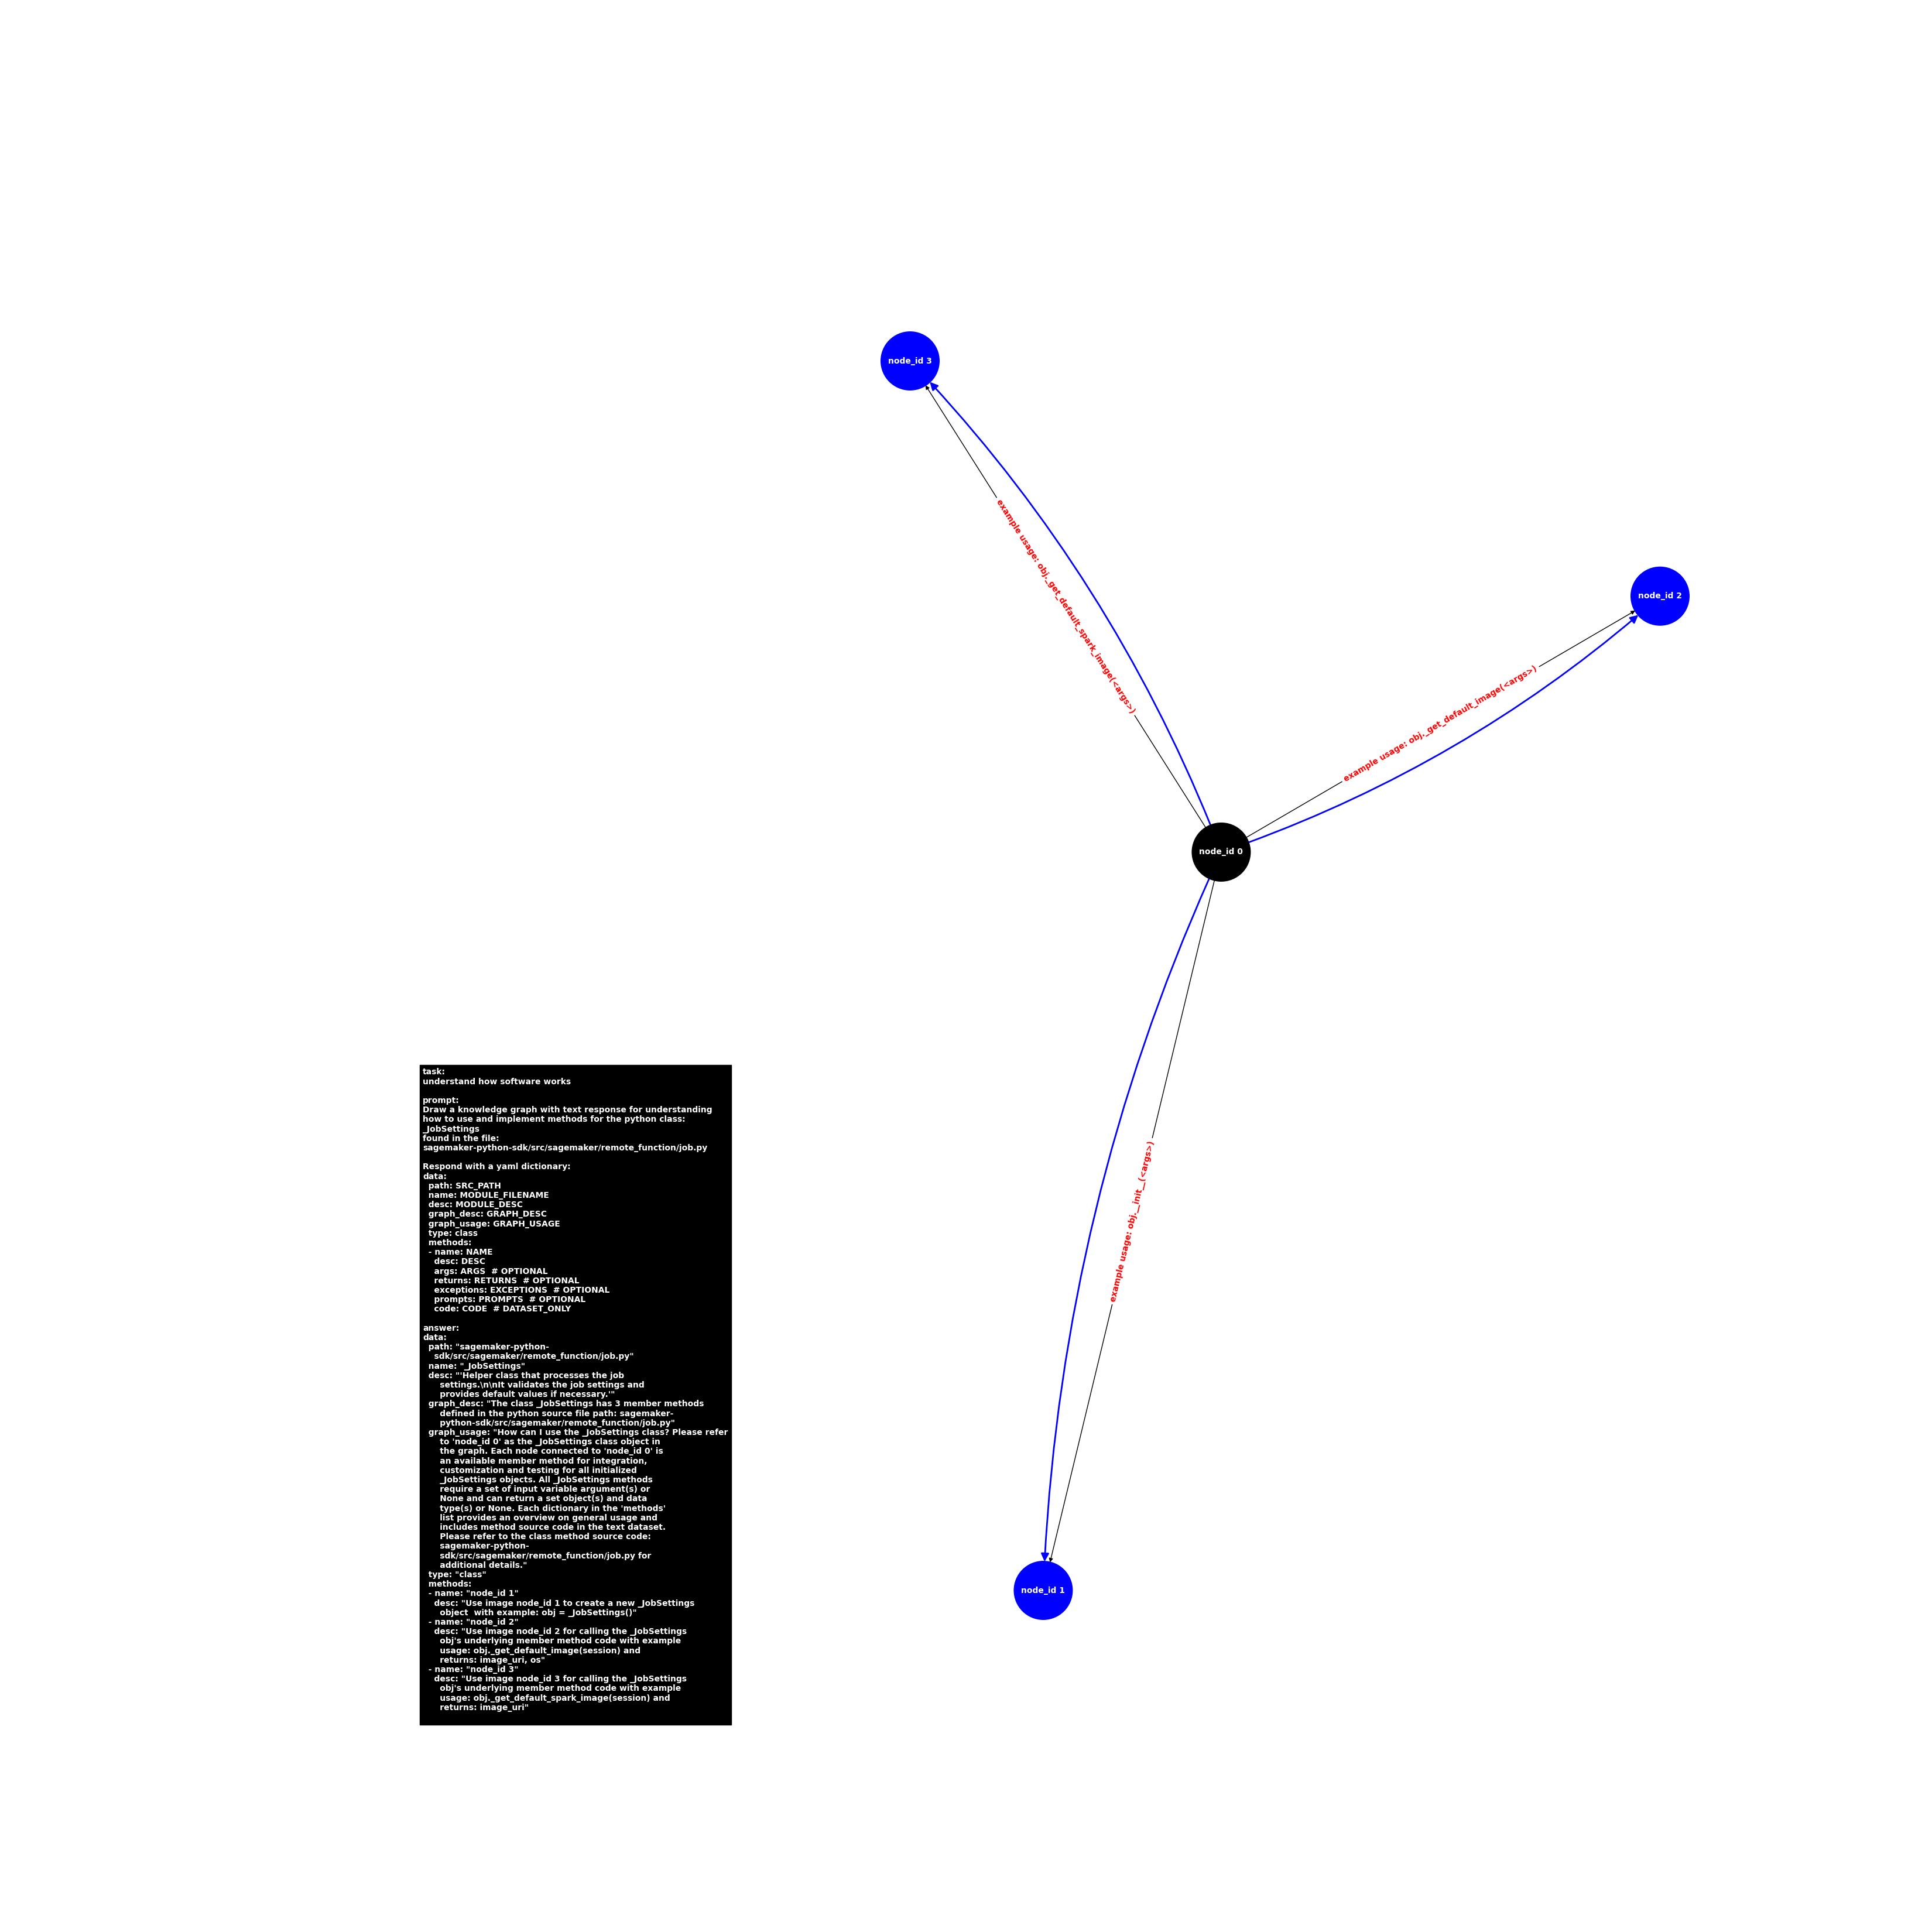 node_id 3
node_id 2
example usage: obj._get_default_spark_image(<args>)
example usage: obj._get_default_image(<args>)
node_id 0
example usage: obj.__init__(<args>)
node_id 1
task:
understand how software works

prompt:
Draw a knowledge graph with text response for understanding
how to use and implement methods for the python class:
_JobSettings
found in the file:
sagemaker-python-sdk/src/sagemaker/remote_function/job.py

Respond with a yaml dictionary:
data:
  path: SRC_PATH
  name: MODULE_FILENAME
  desc: MODULE_DESC
  graph_desc: GRAPH_DESC
  graph_usage: GRAPH_USAGE
  type: class
  methods:
  - name: NAME
    desc: DESC
    args: ARGS  # OPTIONAL
    returns: RETURNS  # OPTIONAL
    exceptions: EXCEPTIONS  # OPTIONAL
    prompts: PROMPTS  # OPTIONAL
    code: CODE  # DATASET_ONLY

answer:
data:
  path: "sagemaker-python-
    sdk/src/sagemaker/remote_function/job.py"
  name: "_JobSettings"
  desc: "'Helper class that processes the job
      settings.\n\nIt validates the job settings and
      provides default values if necessary.'"
  graph_desc: "The class _JobSettings has 3 member methods
      defined in the python source file path: sagemaker-
      python-sdk/src/sagemaker/remote_function/job.py"
  graph_usage: "How can I use the _JobSettings class? Please refer
      to 'node_id 0' as the _JobSettings class object in
      the graph. Each node connected to 'node_id 0' is
      an available member method for integration,
      customization and testing for all initialized
      _JobSettings objects. All _JobSettings methods
      require a set of input variable argument(s) or
      None and can return a set object(s) and data
      type(s) or None. Each dictionary in the 'methods'
      list provides an overview on general usage and
      includes method source code in the text dataset.
      Please refer to the class method source code:
      sagemaker-python-
      sdk/src/sagemaker/remote_function/job.py for
      additional details."
  type: "class"
  methods:
  - name: "node_id 1"
    desc: "Use image node_id 1 to create a new _JobSettings
      object  with example: obj = _JobSettings()"
  - name: "node_id 2"
    desc: "Use image node_id 2 for calling the _JobSettings
      obj's underlying member method code with example
      usage: obj._get_default_image(session) and
      returns: image_uri, os"
  - name: "node_id 3"
    desc: "Use image node_id 3 for calling the _JobSettings
      obj's underlying member method code with example
      usage: obj._get_default_spark_image(session) and
      returns: image_uri"